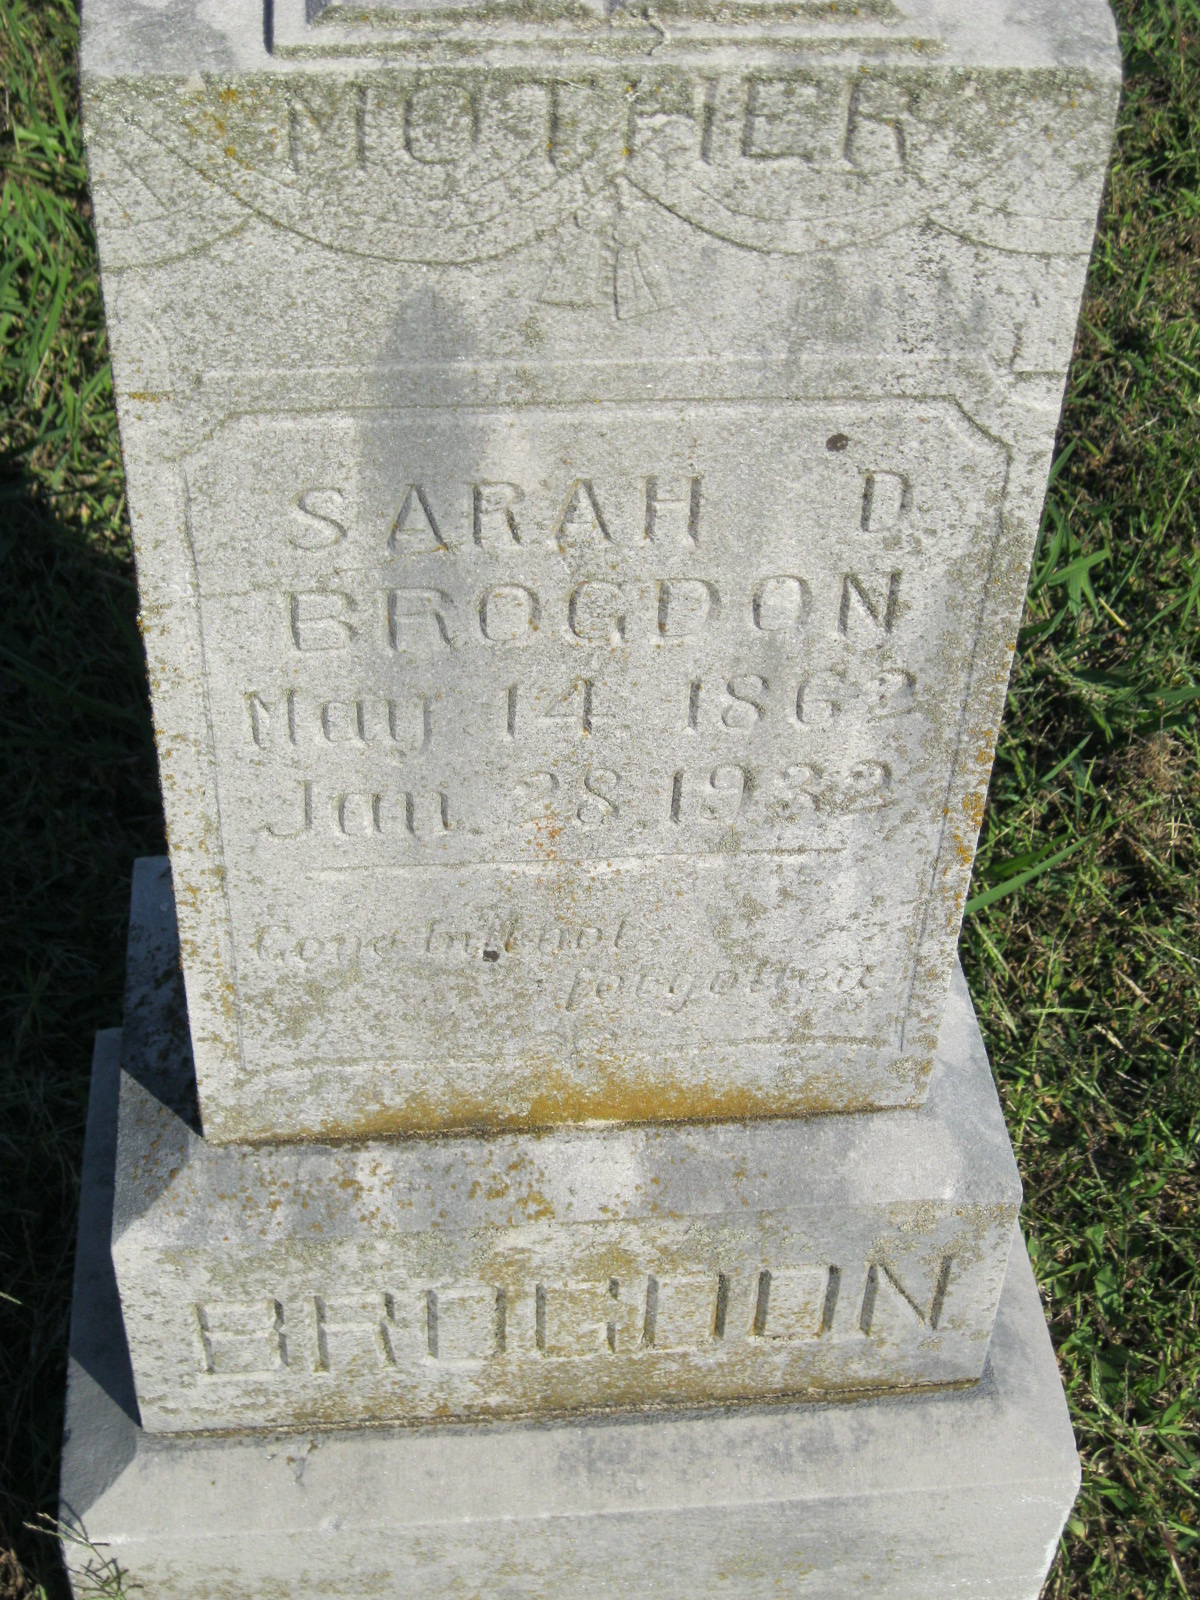 MOTHER
SARAH D
BROGDON
May 14 1862
Jan. 28, 1932
Gone but not
forgotten
BROGDON